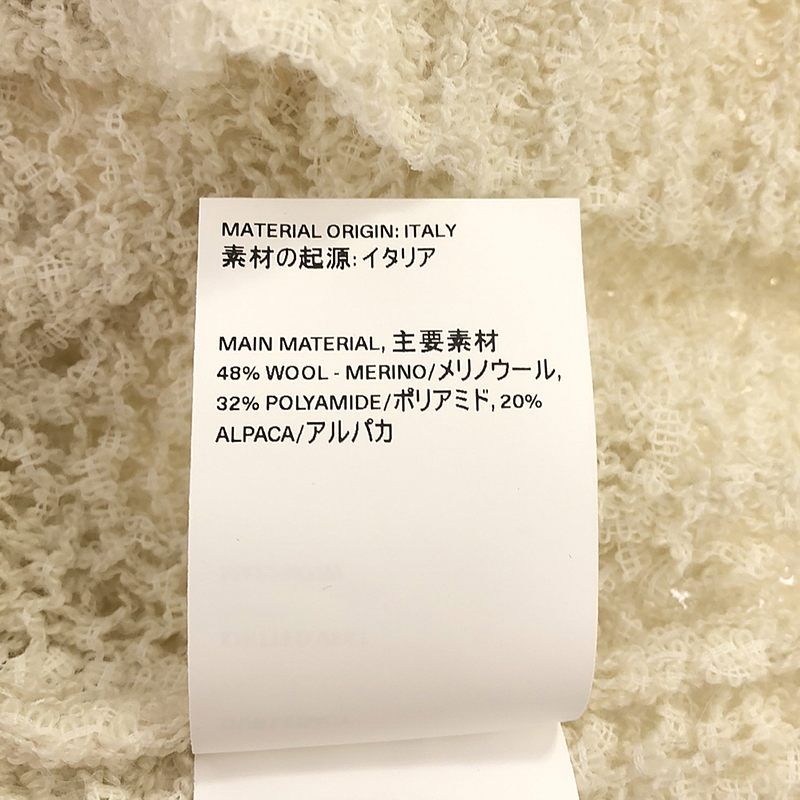 MATERIAL ORIGIN: ITALY
素材の起源: イタリア
MAIN MATERIAL, 主要素材
48% WOOL - MERINO/メリノウール,
32% POLYAMIDE/ポリアミド, 20%
ALPACA/アルパカ